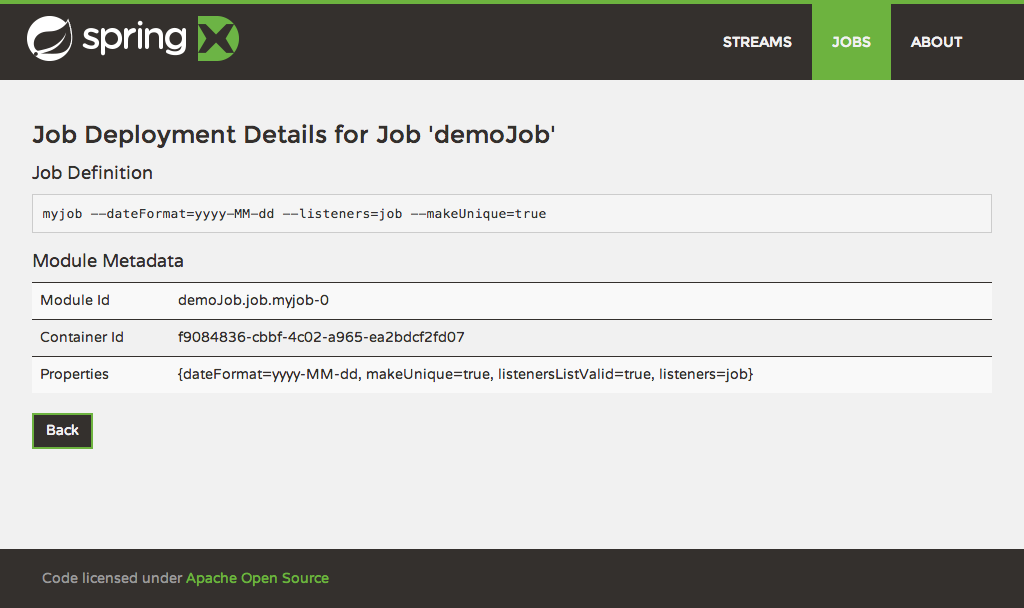 spring XD
STREAMS JOBS ABOUT
Job Deployment Details for Job 'demoJob'
Job Definition
myjob --dateFormat=yyyy-MM-dd --listeners=job --makeUnique=true
Module Metadata
Module Id demoJob.job.myjob-0
Container Id f9084836-cbbf-4c02-a965-ea2bdcf2fd07
Properties {dateFormat=yyyy-MM-dd, makeUnique=true, listenersListValid=true, listeners=job}
Back
Code licensed under Apache Open Source